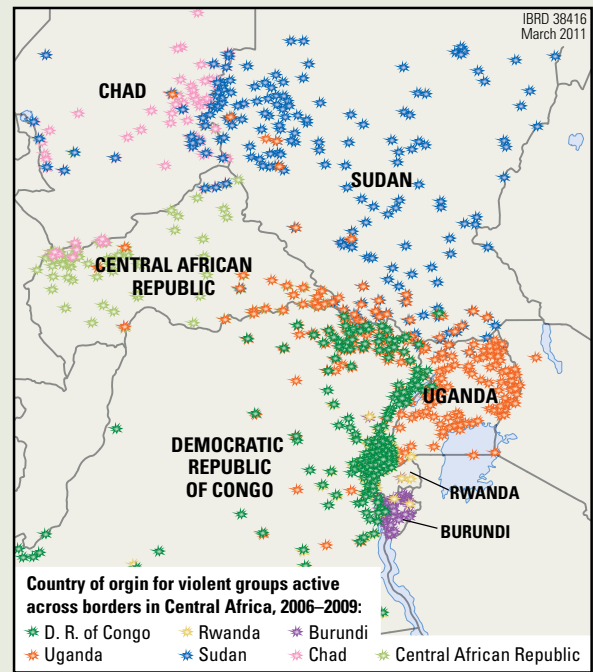 IBRD 38416
March 2011
CHAD
SUDAN
CENTRAL AFRICAN
REPUBLIC
UGANDA
DEMOCRATIC
REPUBLIC
OF CONGO
RWANDA
BURUNDI
Country of orgin for violent groups active
across borders in Central Africa, 2006–2009:
D. R. of Congo Rwanda Burundi
Uganda Sudan Chad Central African Republic